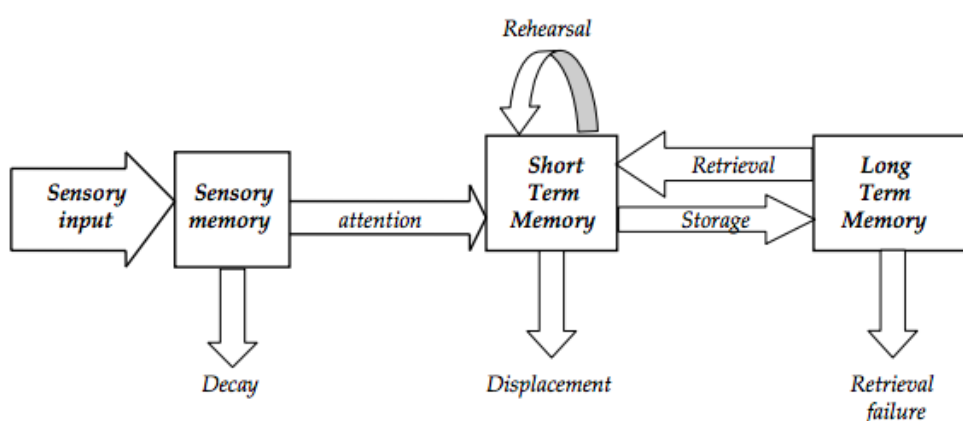 Rehearsal
Sensory
input
Sensory
memory
attention
Short
Term
Memory
Retrieval
Storage
Long
Term
Memory
Decay
Displacement
Retrieval
failure